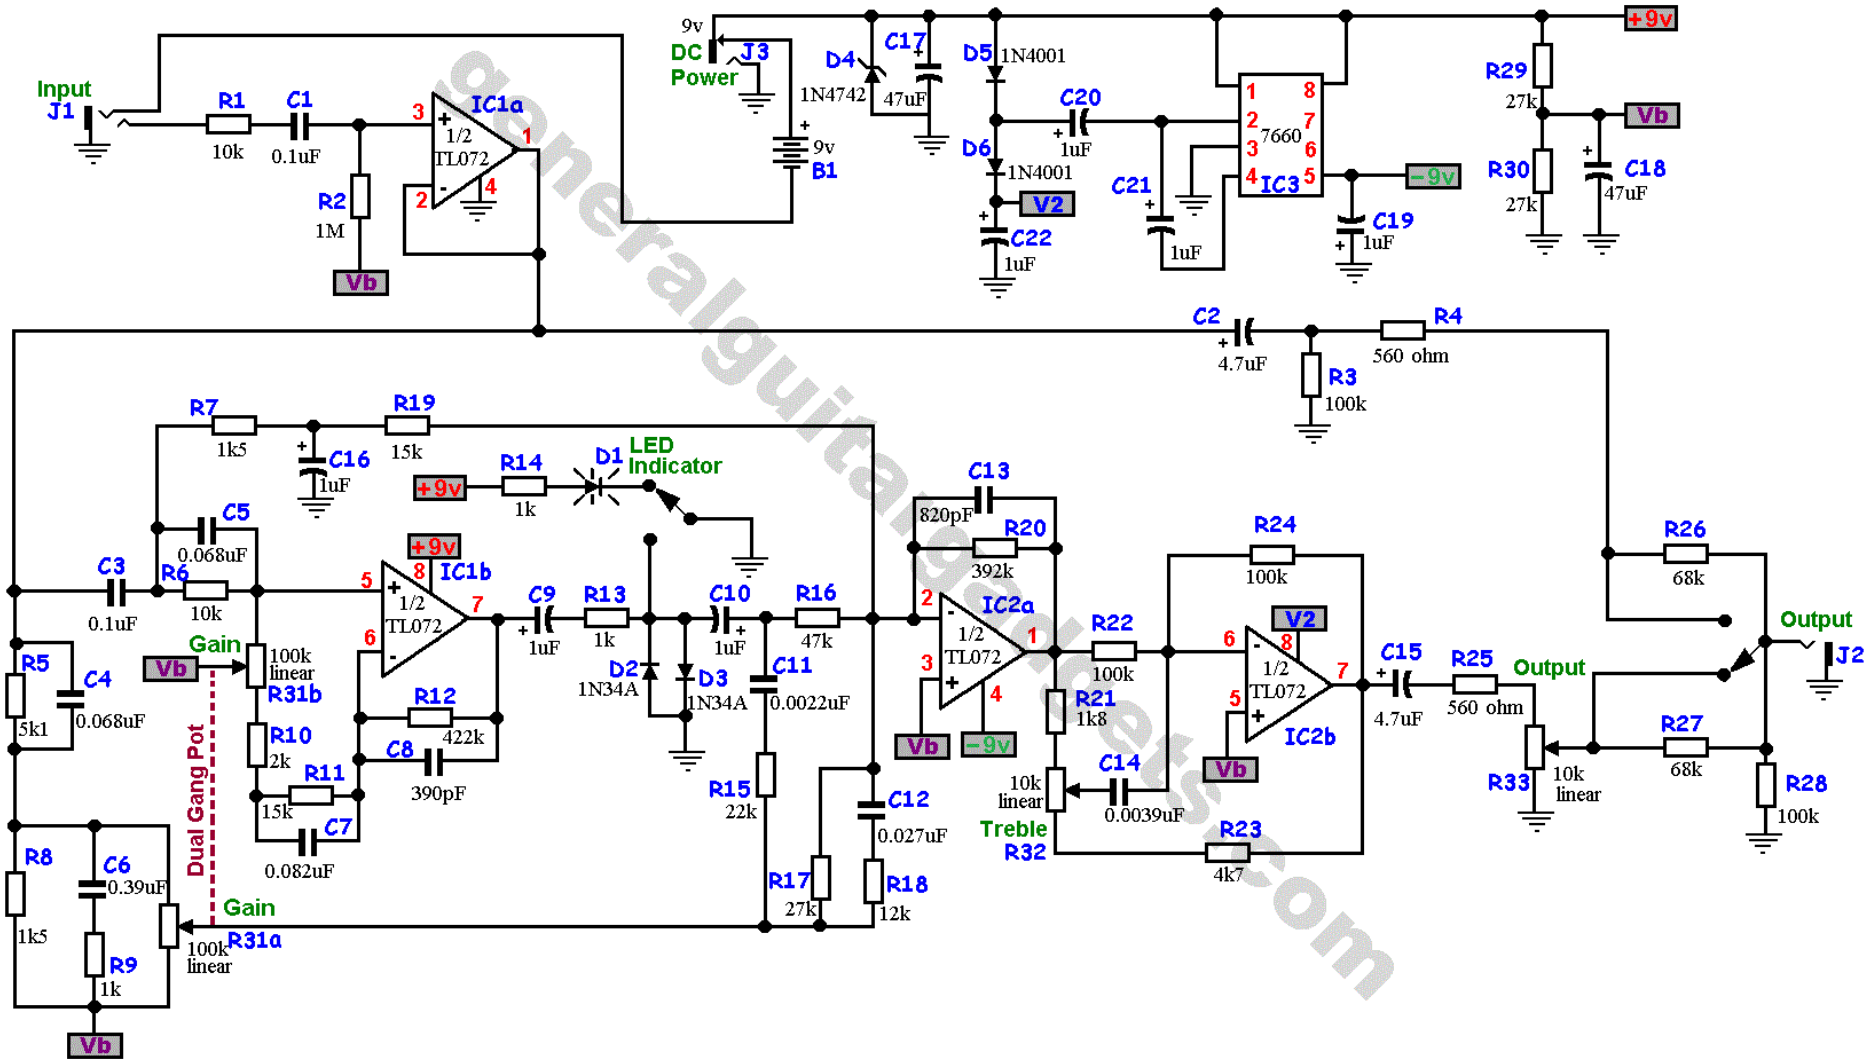 Input
J1
R1
10k
C1
0.1uF
R2
1M
Vb
3
+
IC1a
1/2
TL072
1
-
2
4
9v
DC
Power
J3
+
9v
B1
D4
1N4742
C17
+
47uF
D5
1N4001
D6
1N4001
V2
+
C22
1uF
C20
+
1uF
C21
+
1uF
1
2
3
4
8
7
6
5
7660
IC3
-9v
C19
+
1uF
+9v
R29
27k
R30
27k
Vb
+
C18
47uF
C2
+
4.7uF
R3
100k
R4
560 ohm
R7
1k5
R19
15k
+
C16
1uF
C5
0.068uF
R6
10k
C3
0.1uF
R5
5k1
C4
0.068uF
Gain
Vb
100k
linear
R31b
R10
2k
R11
15k
C7
0.082uF
Dual Gang Pot
+9v
8
IC1b
5
+
1/2
TL072
7
6
-
R12
422k
C8
390pF
+9v
R14
1k
D1
LED
Indicator
C9
+
1uF
R13
1k
D2
1N34A
D3
1N34A
C10
+
1uF
C11
0.0022uF
R16
47k
R15
22k
R17
27k
C12
0.027uF
R18
12k
R8
1k5
C6
0.39uF
R9
1k
Vb
Gain
R31a
100k
linear
C13
820pF
R20
392k
2
-
IC2a
1/2
TL072
1
3
+
4
Vb
-9v
R22
100k
R21
1k8
10k
linear
Treble
R32
C14
0.0039uF
R23
4k7
R24
100k
V2
8
6
-
1/2
TL072
7
5
+
IC2b
Vb
C15
+
4.7uF
R25
560 ohm
R33
10k
linear
Output
R26
68k
R27
68k
R28
100k
Output
J2
generalguitargadgets.com